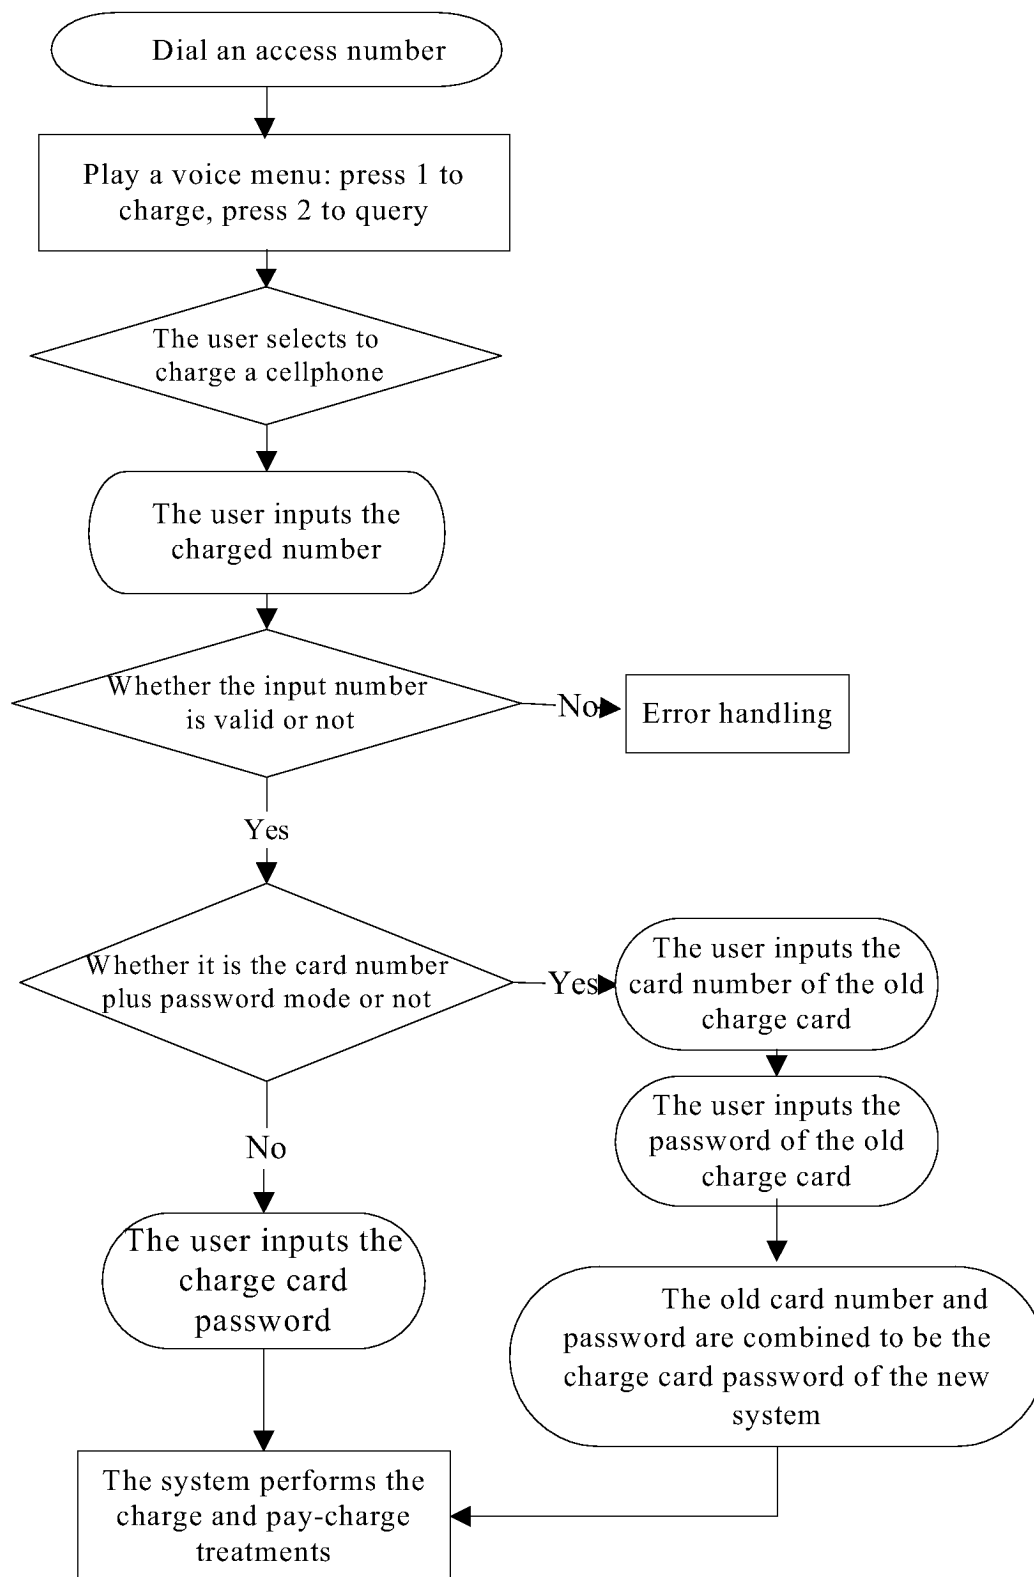 Dial an access number
Play a voice menu: press 1 to
charge, press 2 to query
The user selects to
charge a cellphone
The user inputs the
charged number
Whether the input number
is valid or not
No
Error handling
Yes
Whether it is the card number
plus password mode or not
Yes
The user inputs the
card number of the old
charge card
The user inputs the
password of the old
charge card
No
The user inputs the
charge card
password
The old card number and
password are combined to be the
charge card password of the new
system
The system performs the
charge and pay-charge
treatments